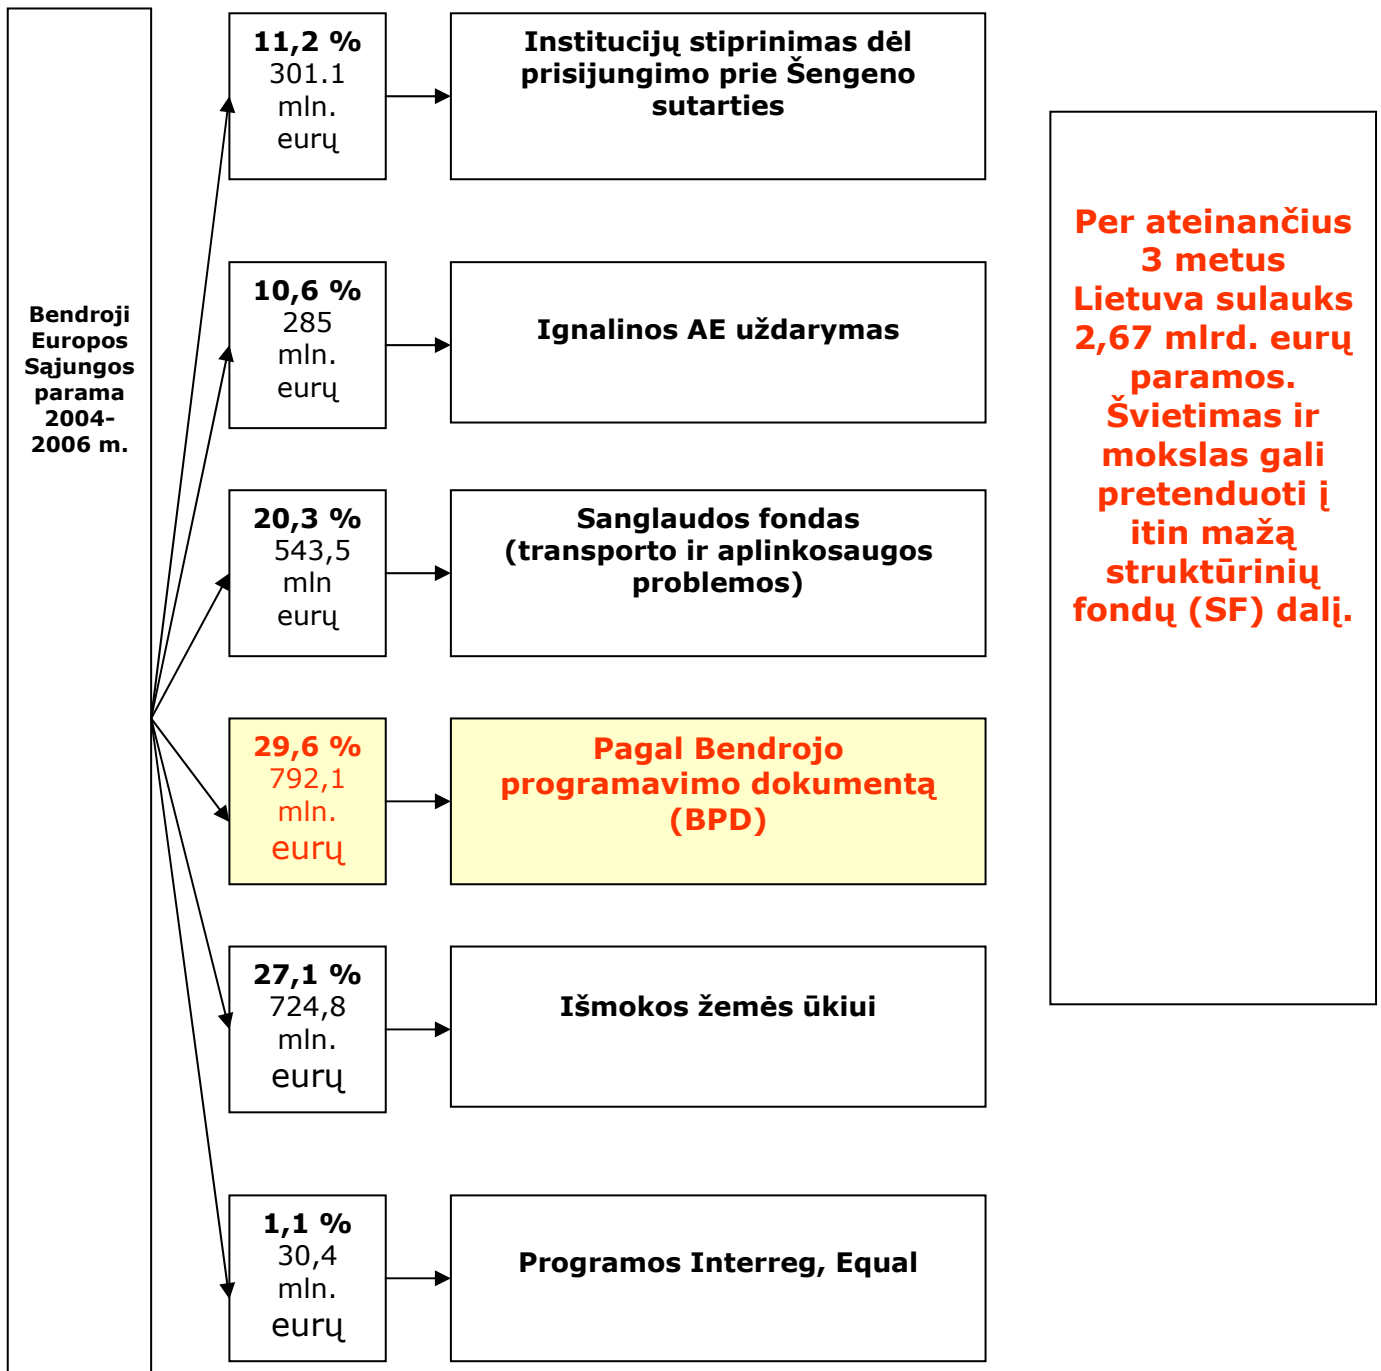 Bendroji
Europos
Sąjungos
parama
2004-
2006 m.
11,2 %
301.1
mln.
eurų
Institucijų stiprinimas dėl
prisijungimo prie Šengeno
sutarties
10,6 %
285
mln.
eurų
Ignalinos AE uždarymas
20,3 %
543,5
mln
eurų
Sanglaudos fondas
(transporto ir aplinkosaugos
problemos)
29,6 %
792,1
mln.
eurų
Pagal Bendrojo
programavimo dokumentą
(BPD)
27,1 %
724,8
mln.
eurų
Išmokos žemės ūkiui
1,1 %
30,4
mln.
eurų
Programos Interreg, Equal
Per ateinančius
3 metus
Lietuva sulauks
2,67 mlrd. eurų
paramos.
Švietimas ir
mokslas gali
pretenduoti į
itin mažą
struktūrinių
fondų (SF) dalį.